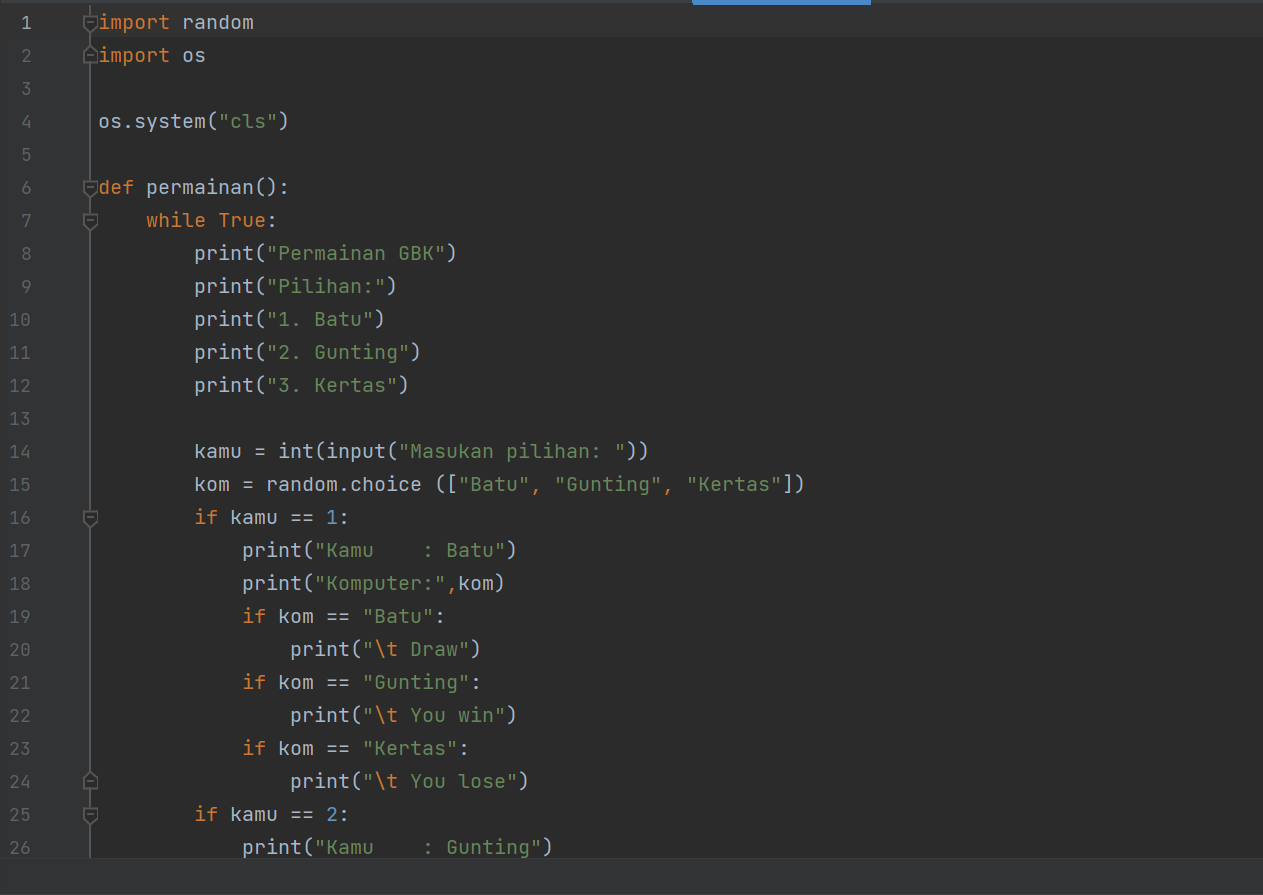 1 import random
2 import os
3
4 os.system("cls")
5
6 def permainan():
7     while True:
8         print("Permainan GBK")
9         print("Pilihan:")
10         print("1. Batu")
11         print("2. Gunting")
12         print("3. Kertas")
13
14         kamu = int(input("Masukan pilihan: "))
15         kom = random.choice (["Batu", "Gunting", "Kertas"])
16         if kamu == 1:
17             print("Kamu    : Batu")
18             print("Komputer:",kom)
19             if kom == "Batu":
20                 print("\t Draw")
21             if kom == "Gunting":
22                 print("\t You win")
23             if kom == "Kertas":
24                 print("\t You lose")
25         if kamu == 2:
26             print("Kamu    : Gunting")